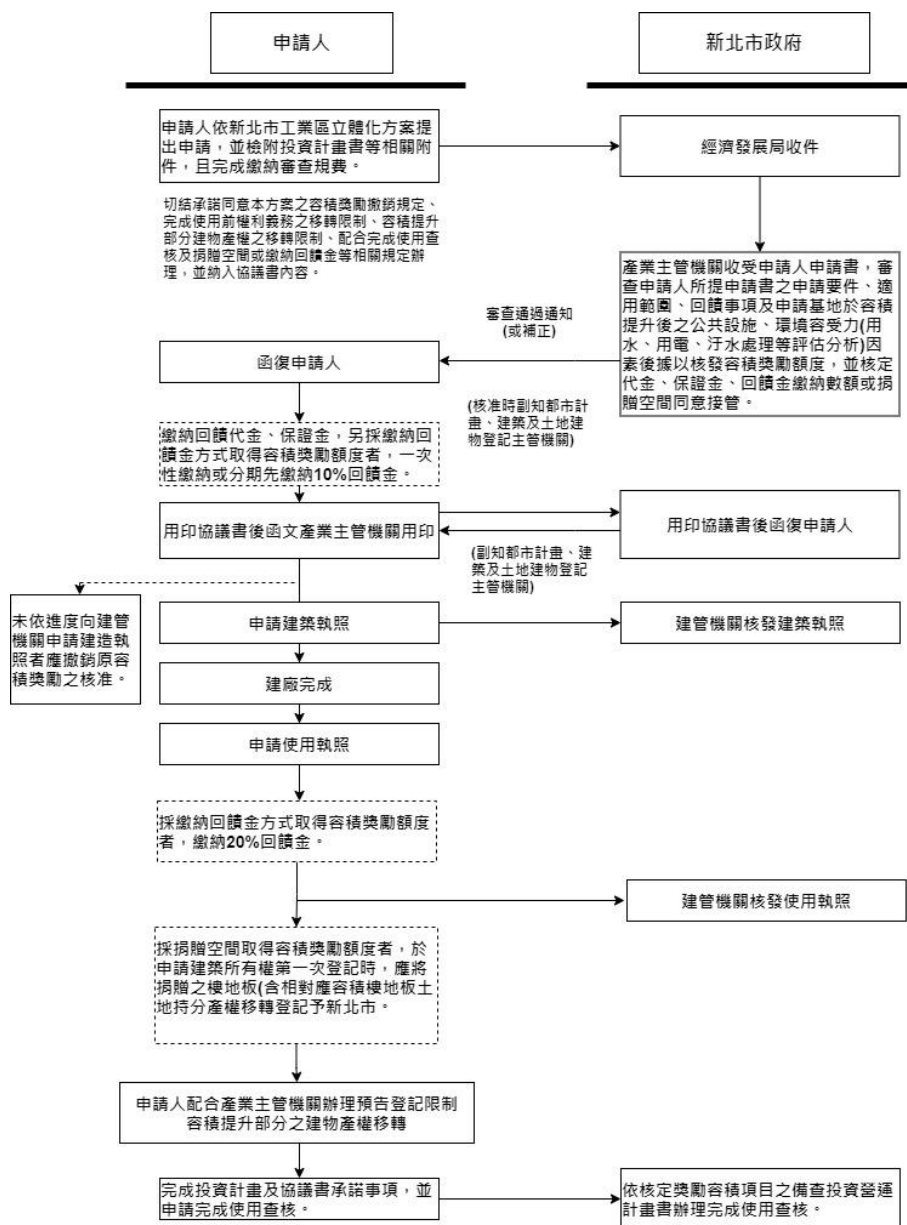 申請人
新北市政府
申請人依新北市工業區立體化方案提
出申請，並檢附投資計畫書等相關附
件，且完成繳納審查規費。
經濟發展局收件
切結承諾同意本方案之容積獎勵撤銷規定、
完成使用前權利義務之移轉限制、容積提升
部分建物產權之移轉限制、配合完成使用查
核及捐贈空間或繳納回饋金等相關規定辦
理，並納入協議書內容。
產業主管機關收受申請人申請書，審
查申請人所提申請書之申請要件、適
用範圍、回饋事項及申請基地於容積
提升後之公共設施、環境容受力(用
水、用電、汙水處理等評估分析)因
素後據以核發容積獎勵額度，並核定
代金、保證金、回饋金繳納數額或捐
贈空間同意接管。
審查通過通知
(或補正)
函復申請人
(核准時副知都市計
畫、建築及土地建
物登記主管機關)
繳納回饋代金、保證金，另採繳納回
饋金方式取得容積獎勵額度者，一次
性繳納或分期先繳納10%回饋金。
用印協議書後函文產業主管機關用印
用印協議書後函復申請人
(副知都市計畫、建
築及土地建物登記
主管機關)
未依進度向建管
機關申請建造執
照者應撤銷原容
積獎勵之核准。
申請建築執照
建管機關核發建築執照
建廠完成
申請使用執照
採繳納回饋金方式取得容積獎勵額度
者，繳納20%回饋金。
建管機關核發使用執照
採捐贈空間取得容積獎勵額度者，於
申請建築所有權第一次登記時，應將
捐贈之樓地板(含相對應容積樓地板土
地持分產權移轉登記予新北市。
申請人配合產業主管機關辦理預告登記限制
容積提升部分之建物產權移轉
完成投資計畫及協議書承諾事項，並
申請完成使用查核。
依核定獎勵容積項目之備查投資營運
計畫書辦理完成使用查核。